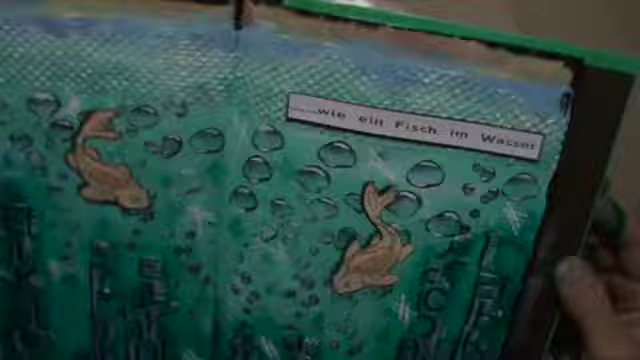 .....wie ein Fisch im Wasser